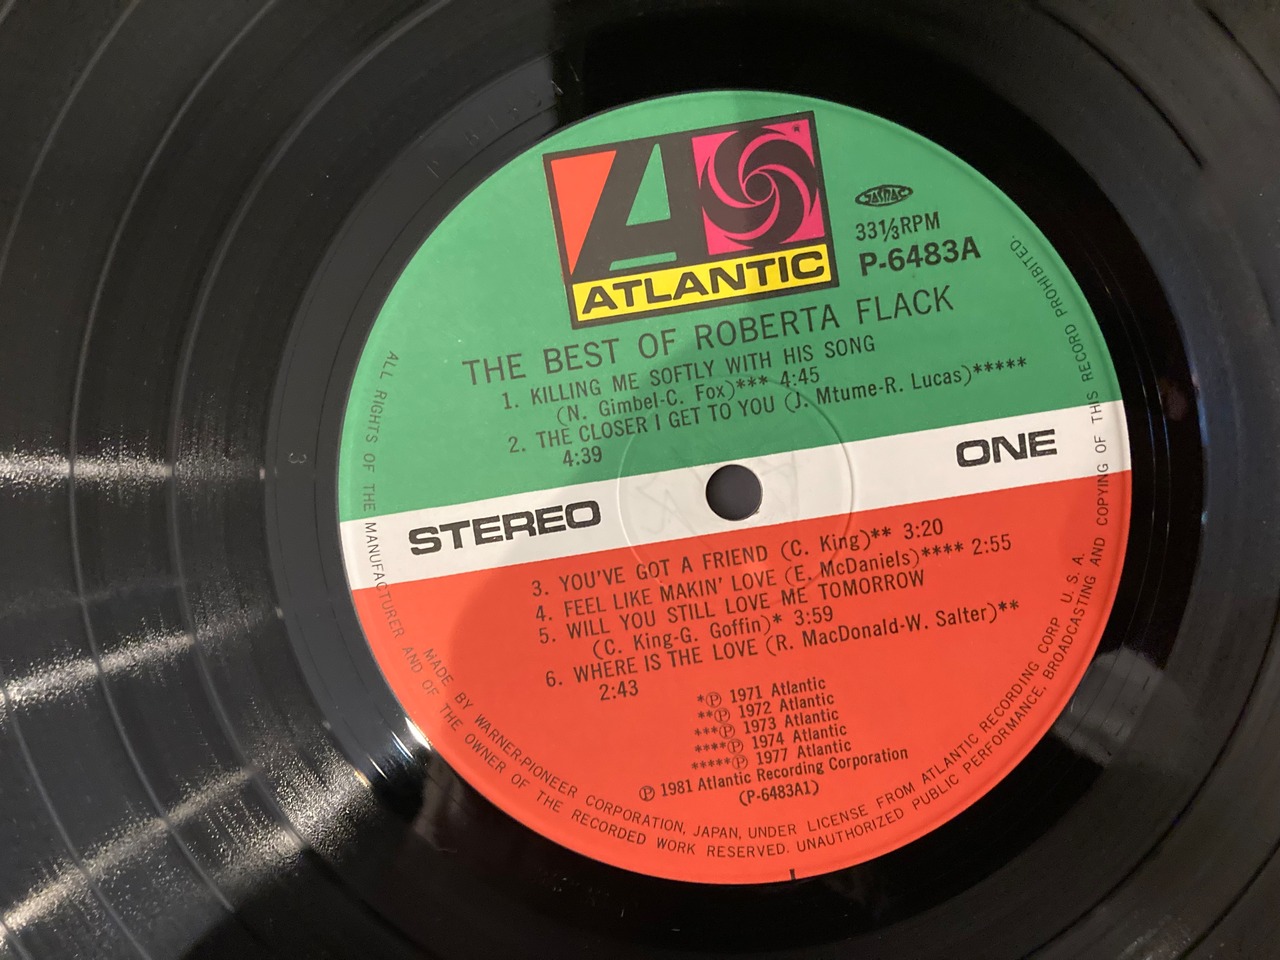 ATLANTIC
JASRAC
33⅓RPM
P-6483A
THE BEST OF ROBERTA FLACK
1. KILLING ME SOFTLY WITH HIS SONG
(N. Gimbel-C. Fox)*** 4:45
2. THE CLOSER I GET TO YOU (J. Mtume-R. Lucas)*****
4:39
STEREO
ONE
3. YOU'VE GOT A FRIEND (C. King)** 3:20
4. FEEL LIKE MAKIN' LOVE (E. McDaniels)**** 2:55
5. WILL YOU STILL LOVE ME TOMORROW
(C. King-G. Goffin)* 3:59
6. WHERE IS THE LOVE (R. MacDonald-W. Salter)**
2:43
*Ⓟ 1971 Atlantic
**Ⓟ 1972 Atlantic
***Ⓟ 1973 Atlantic
****Ⓟ 1974 Atlantic
*****Ⓟ 1977 Atlantic
Ⓟ 1981 Atlantic Recording Corporation
(P-6483A1)
MADE BY WARNER-PIONEER CORPORATION, JAPAN, UNDER LICENSE FROM ATLANTIC RECORDING CORP. U. S. A.
ALL RIGHTS OF THE MANUFACTURER AND OF THE OWNER OF THE RECORDED WORK RESERVED. UNAUTHORIZED PUBLIC PERFORMANCE, BROADCASTING AND COPYING OF THIS RECORD PROHIBITED.
3